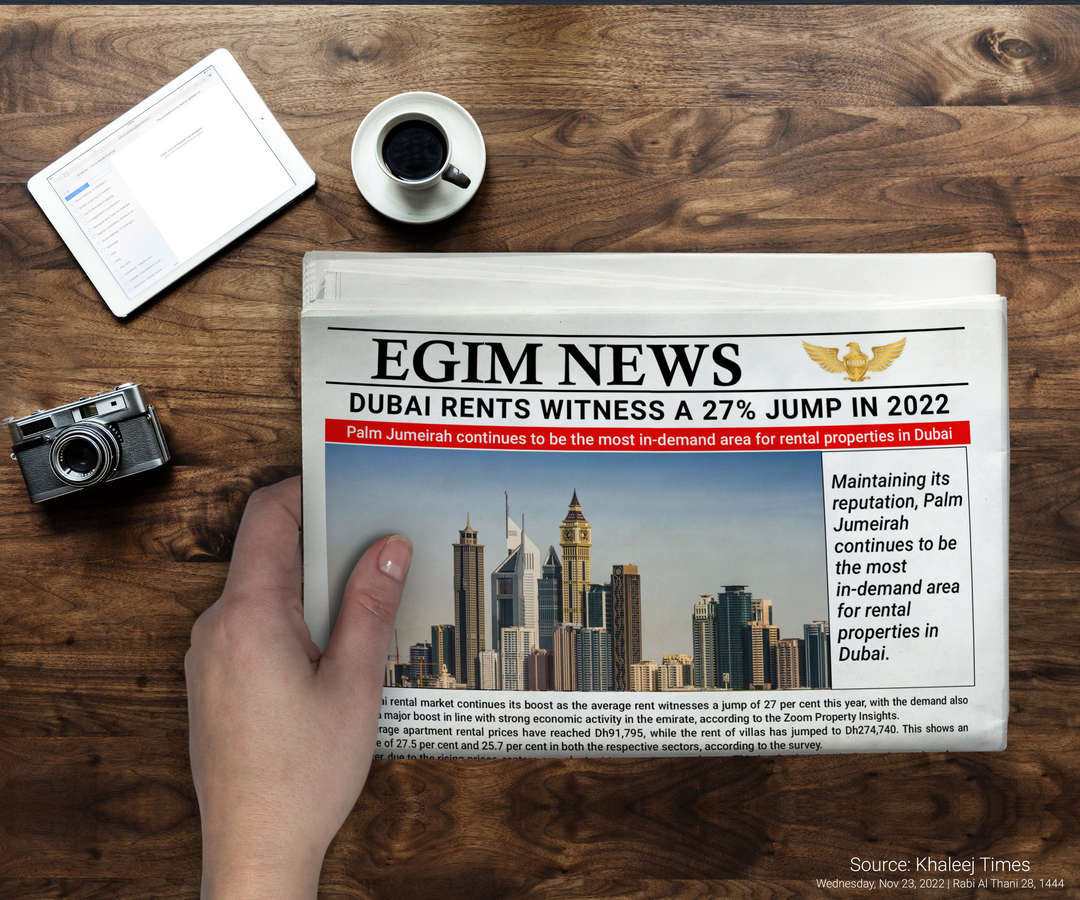 EGIM NEWS
DUBAI RENTS WITNESS A 27% JUMP IN 2022
Palm Jumeirah continues to be the most in-demand area for rental properties in Dubai
Maintaining its
reputation, Palm
Jumeirah
continues to be
the most
in-demand area
for rental
properties in
Dubai.
rental market continues its boost as the average rent witnesses a jump of 27 per cent this year, with the demand also
major boost in line with strong economic activity in the emirate, according to the Zoom Property Insights.
apartment rental prices have reached Dh91,795, while the rent of villas has jumped to Dh274,740. This shows an
of 27.5 per cent and 25.7 per cent in both the respective sectors, according to the survey.
due to the rising prices
Source: Khaleej Times
Wednesday, Nov 23, 2022 | Rabi Al Thani 28, 1444